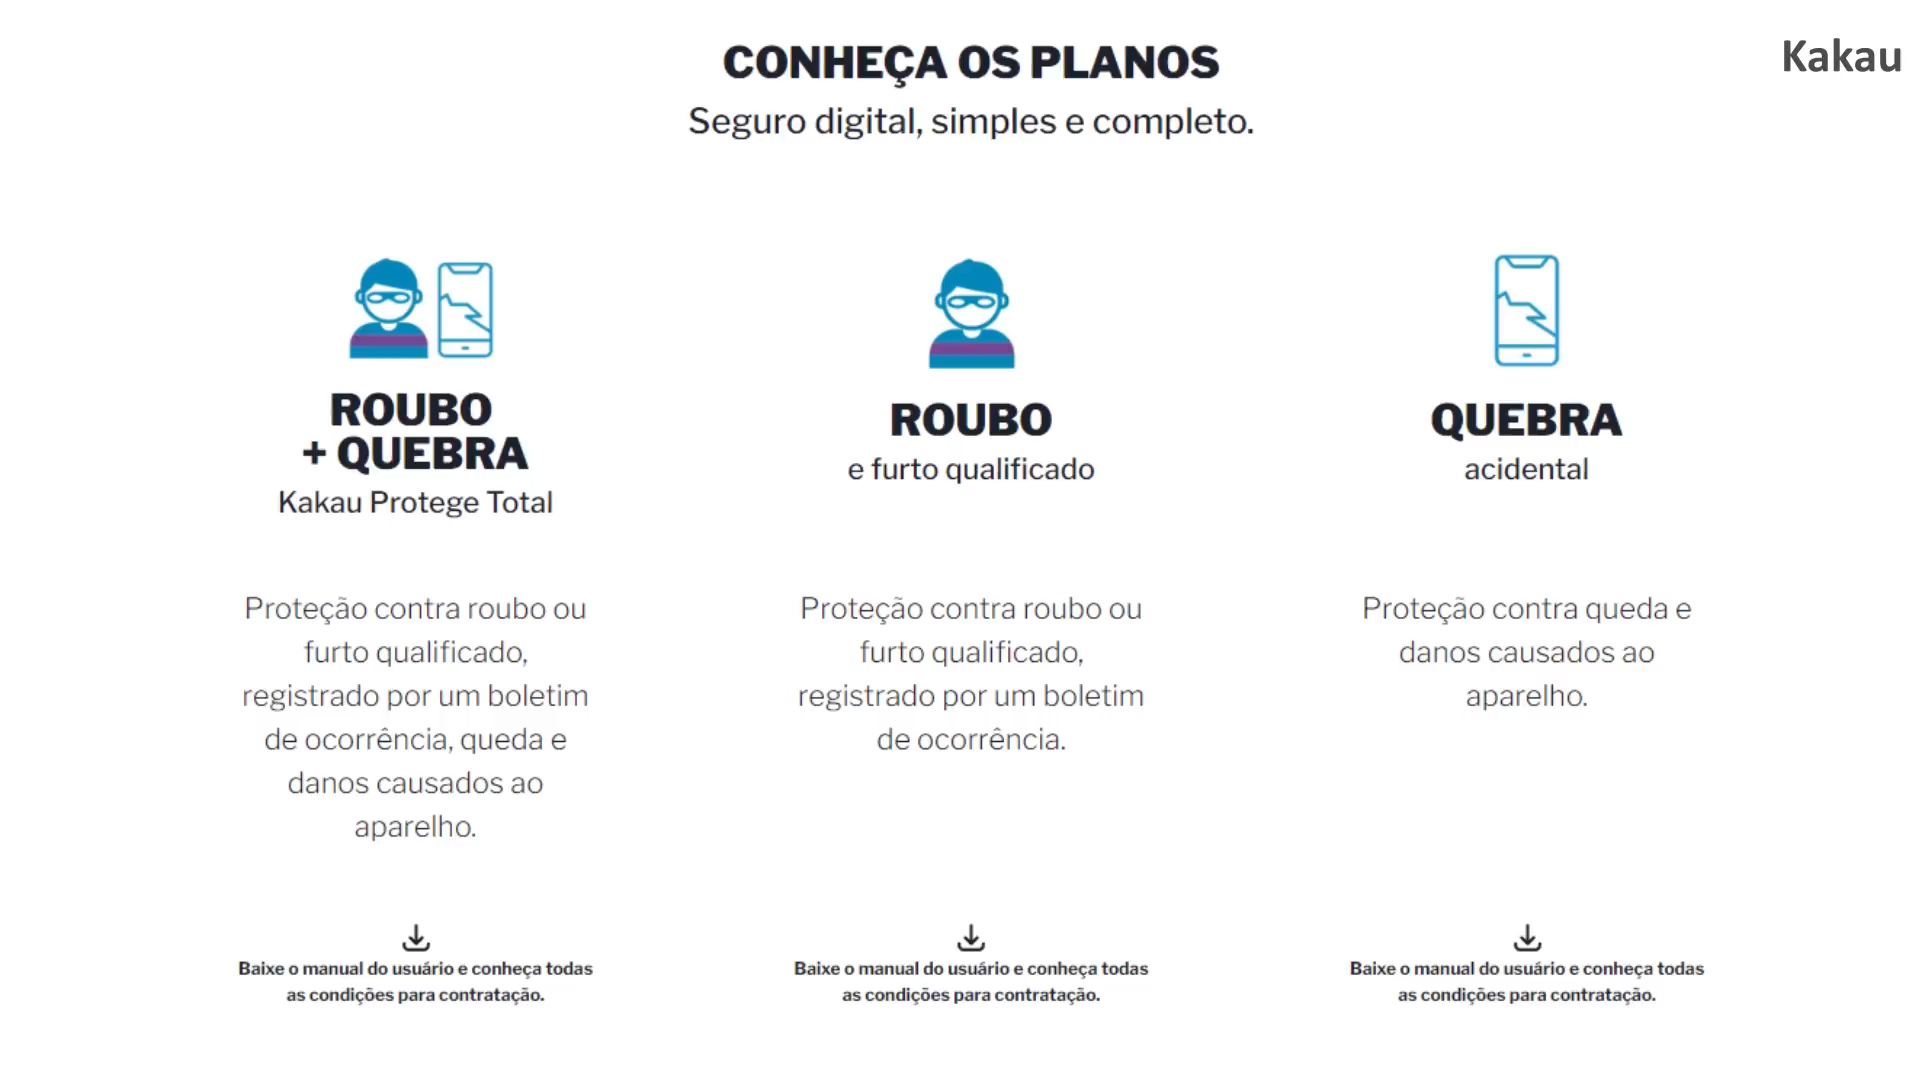 CONHEÇA OS PLANOS
Kakau
Seguro digital, simples e completo.
ROUBO
+ QUEBRA
Kakau Protege Total
Proteção contra roubo ou
furto qualificado,
registrado por um boletim
de ocorrência, queda e
danos causados ao
aparelho.
Baixe o manual do usuário e conheça todas
as condições para contratação.
ROUBO
e furto qualificado
Proteção contra roubo ou
furto qualificado,
registrado por um boletim
de ocorrência.
Baixe o manual do usuário e conheça todas
as condições para contratação.
QUEBRA
acidental
Proteção contra queda e
danos causados ao
aparelho.
Baixe o manual do usuário e conheça todas
as condições para contratação.